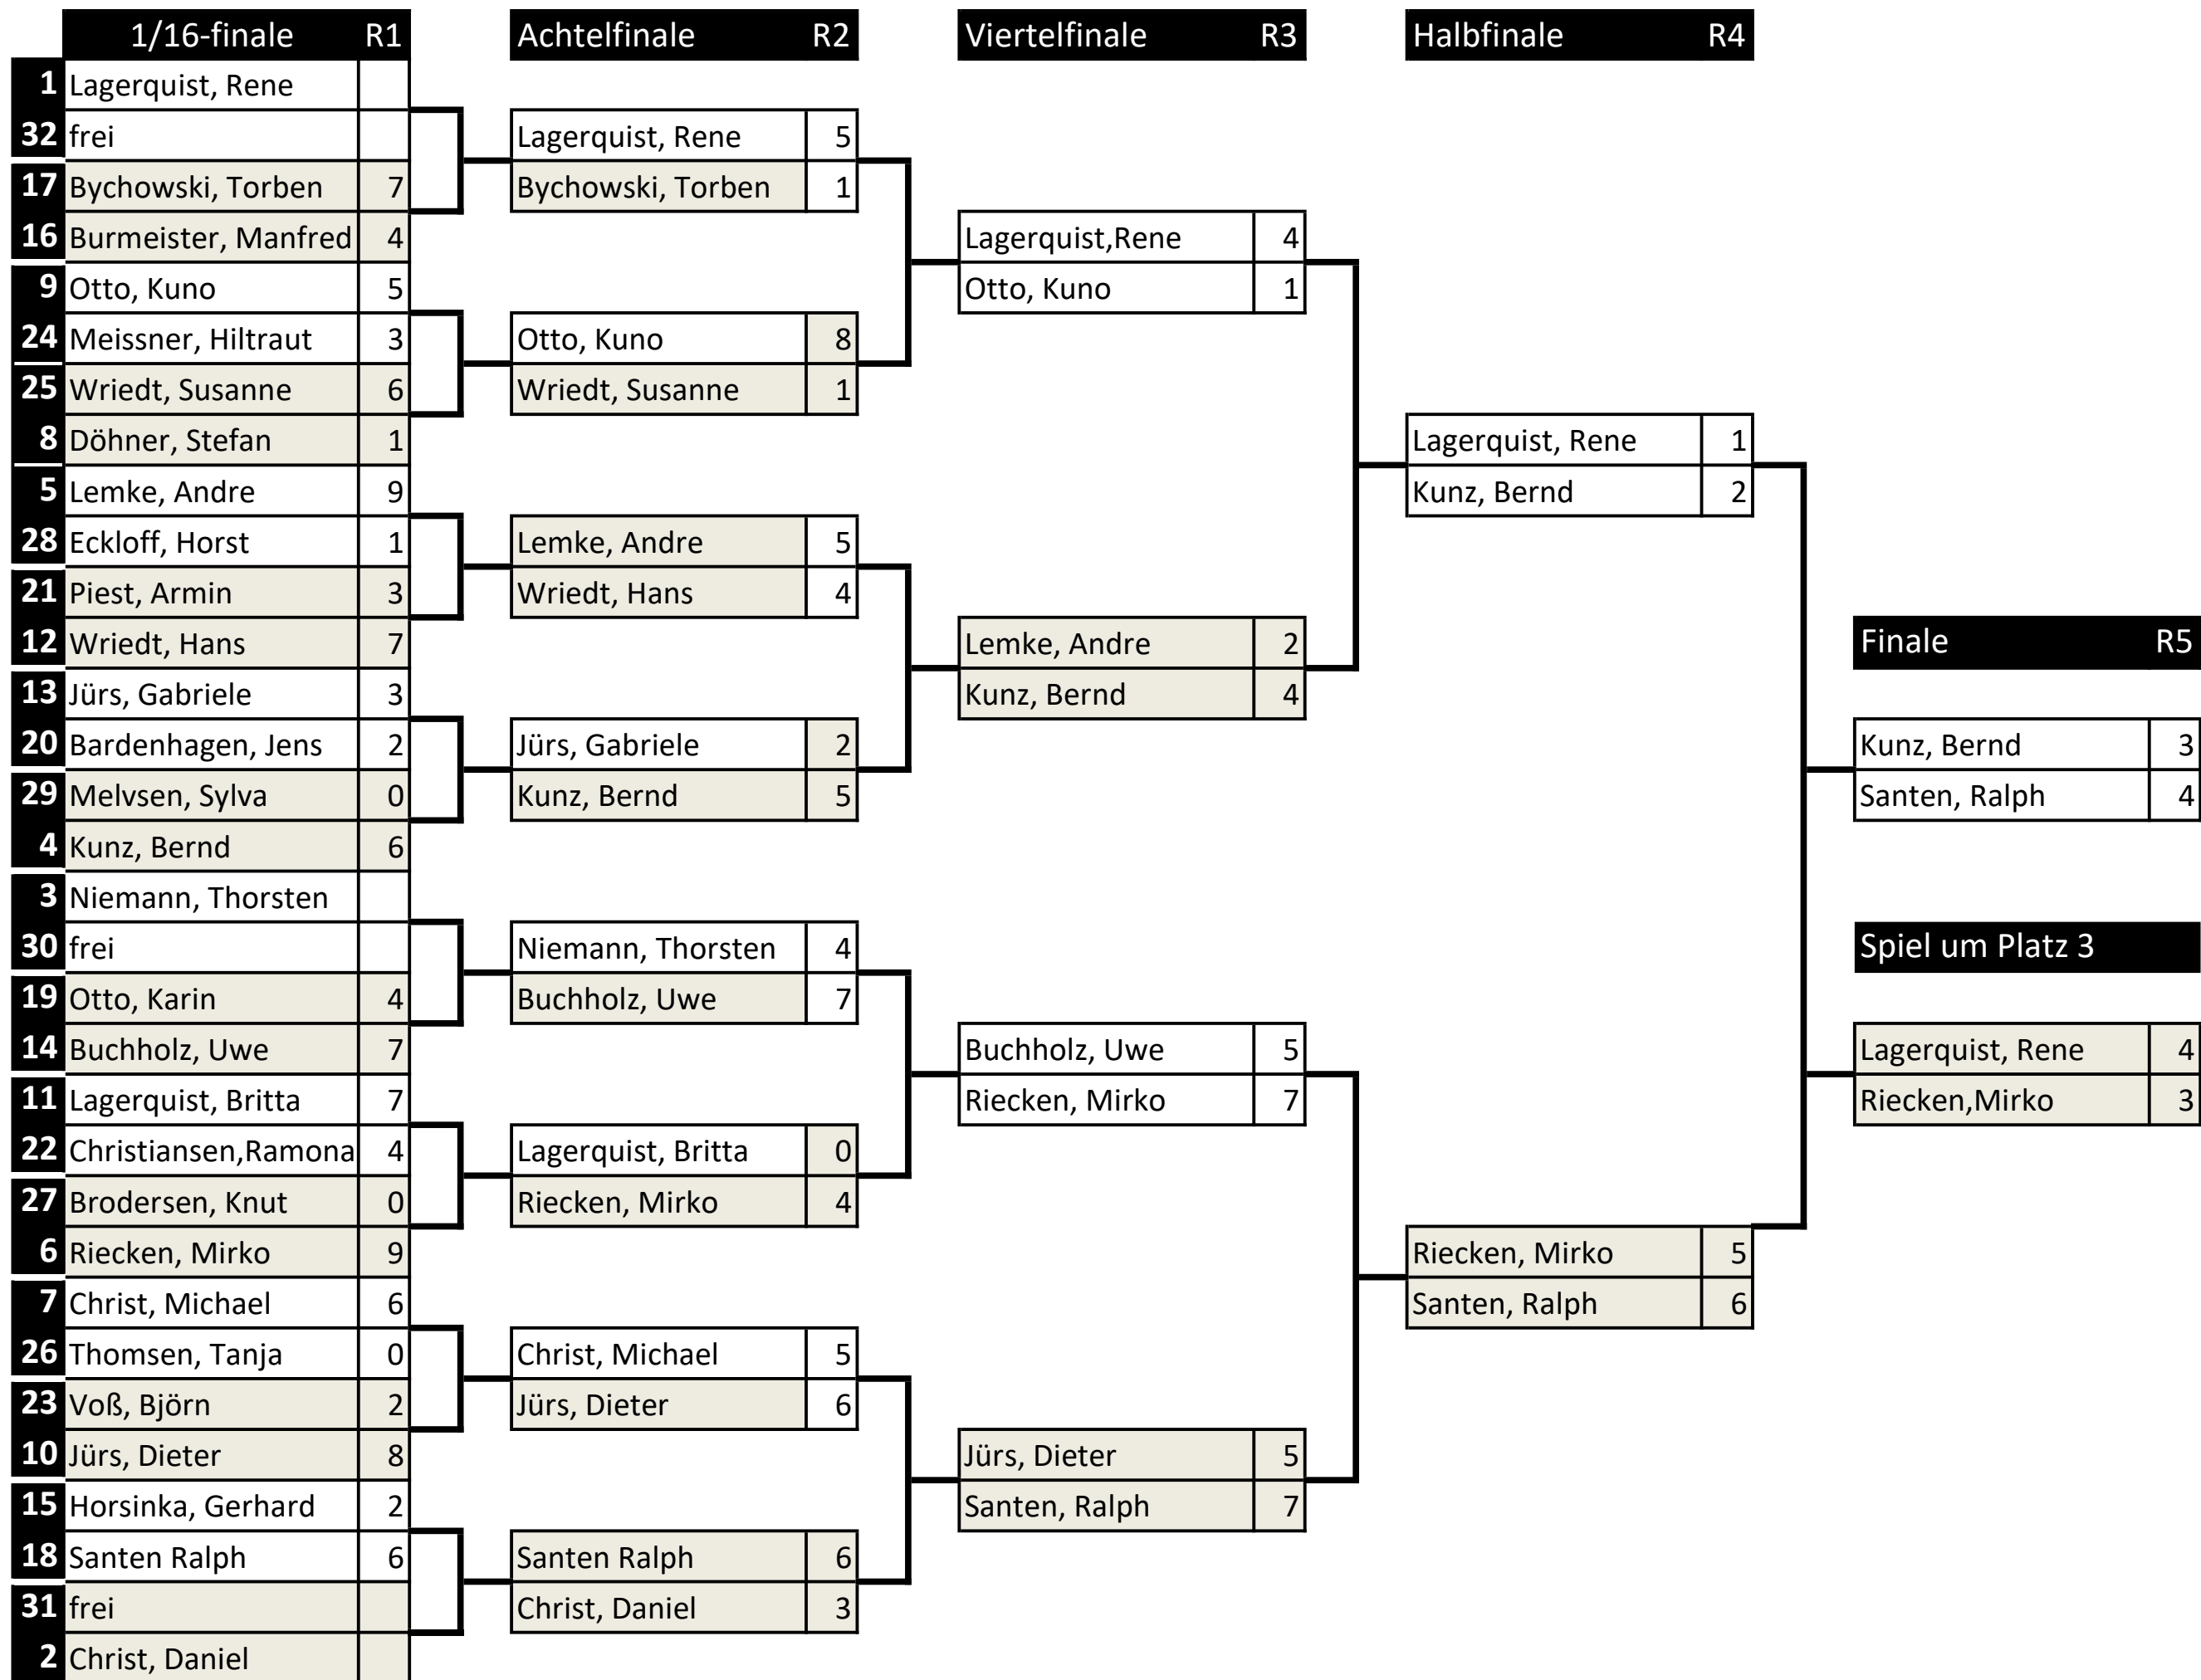 1/16-finale R1 Achtelfinale R2 Viertelfinale R3 Halbfinale R4
1 Lagerquist, Rene
32 frei Lagerquist, Rene 5
17 Bychowski, Torben 7 Bychowski, Torben 1
16 Burmeister, Manfred 4 Lagerquist,Rene 4
9 Otto, Kuno 5 Otto, Kuno 1
24 Meissner, Hiltraut 3 Otto, Kuno 8
25 Wriedt, Susanne 6 Wriedt, Susanne 1
8 Döhner, Stefan 1 Lagerquist, Rene 1
5 Lemke, Andre 9 Kunz, Bernd 2
28 Eckloff, Horst 1 Lemke, Andre 5
21 Piest, Armin 3 Wriedt, Hans 4
12 Wriedt, Hans 7 Lemke, Andre 2 Finale R5
13 Jürs, Gabriele 3 Kunz, Bernd 4
20 Bardenhagen, Jens 2 Jürs, Gabriele 2 Kunz, Bernd 3
29 Melvsen, Sylva 0 Kunz, Bernd 5 Santen, Ralph 4
4 Kunz, Bernd 6
3 Niemann, Thorsten
30 frei Niemann, Thorsten 4 Spiel um Platz 3
19 Otto, Karin 4 Buchholz, Uwe 7
14 Buchholz, Uwe 7 Buchholz, Uwe 5 Lagerquist, Rene 4
11 Lagerquist, Britta 7 Riecken, Mirko 7 Riecken,Mirko 3
22 Christiansen,Ramona 4 Lagerquist, Britta 0
27 Brodersen, Knut 0 Riecken, Mirko 4
6 Riecken, Mirko 9 Riecken, Mirko 5
7 Christ, Michael 6 Santen, Ralph 6
26 Thomsen, Tanja 0 Christ, Michael 5
23 Voß, Björn 2 Jürs, Dieter 6
10 Jürs, Dieter 8 Jürs, Dieter 5
15 Horsinka, Gerhard 2 Santen, Ralph 7
18 Santen Ralph 6 Santen Ralph 6
31 frei Christ, Daniel 3
2 Christ, Daniel